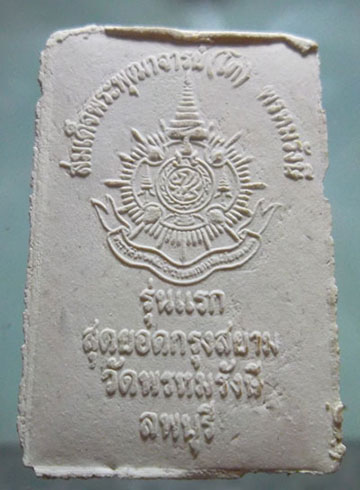 สมเด็จพระพุฒาจารย์(โต) พรหมรังสี
รุ่นแรก
สุดยอดกรุงสยาม
วัดพรหมรังษี
ลพบุรี